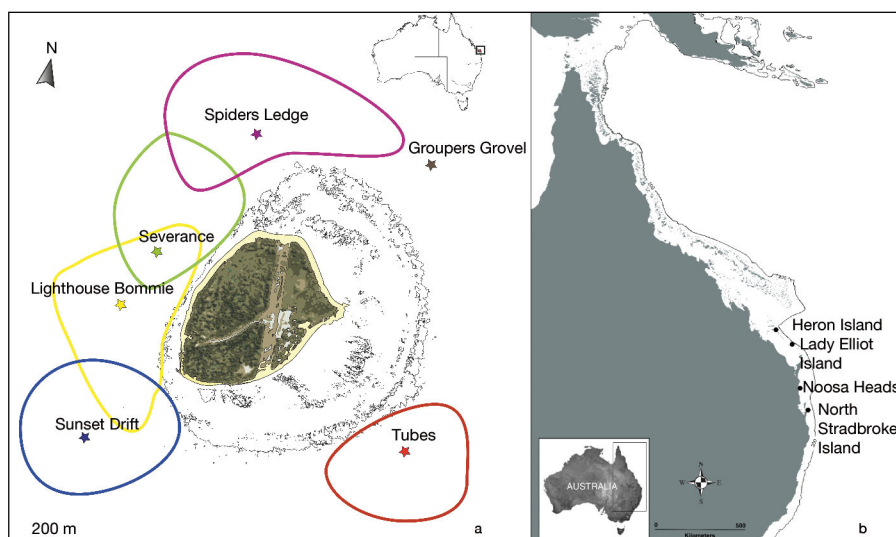 N
Spiders Ledge
Groupers Grovel
Severance
Lighthouse Bommie
Sunset Drift
Tubes
200 m
a
Heron Island
Lady Elliot
Island
Noosa Heads
North
Stradbroke
Island
AUSTRALIA
N
W
E
S
0
500
Kilometers
b